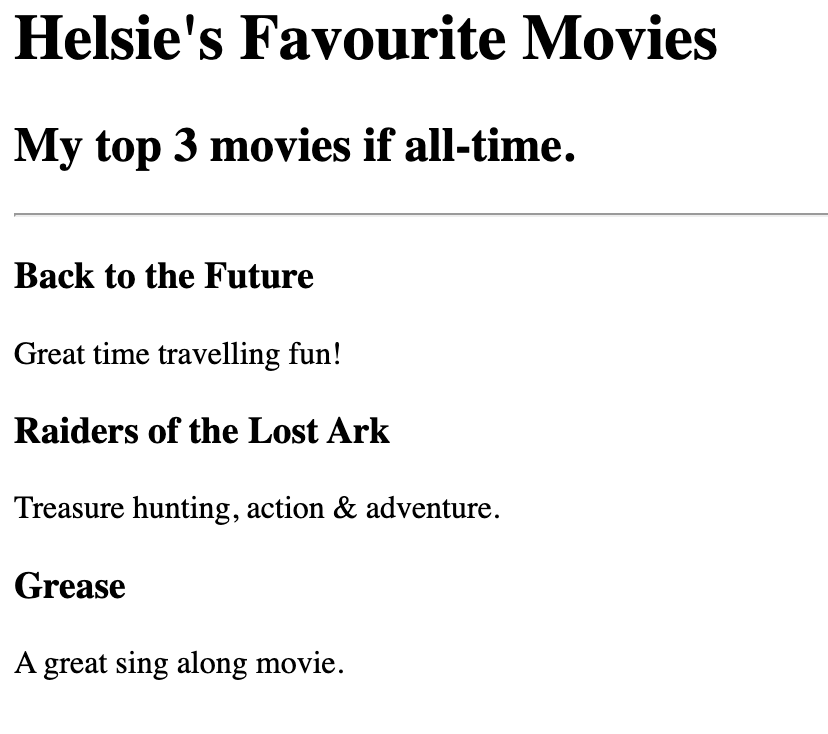 Helsie's Favourite Movies
My top 3 movies if all-time.
Back to the Future
Great time travelling fun!
Raiders of the Lost Ark
Treasure hunting, action & adventure.
Grease
A great sing along movie.